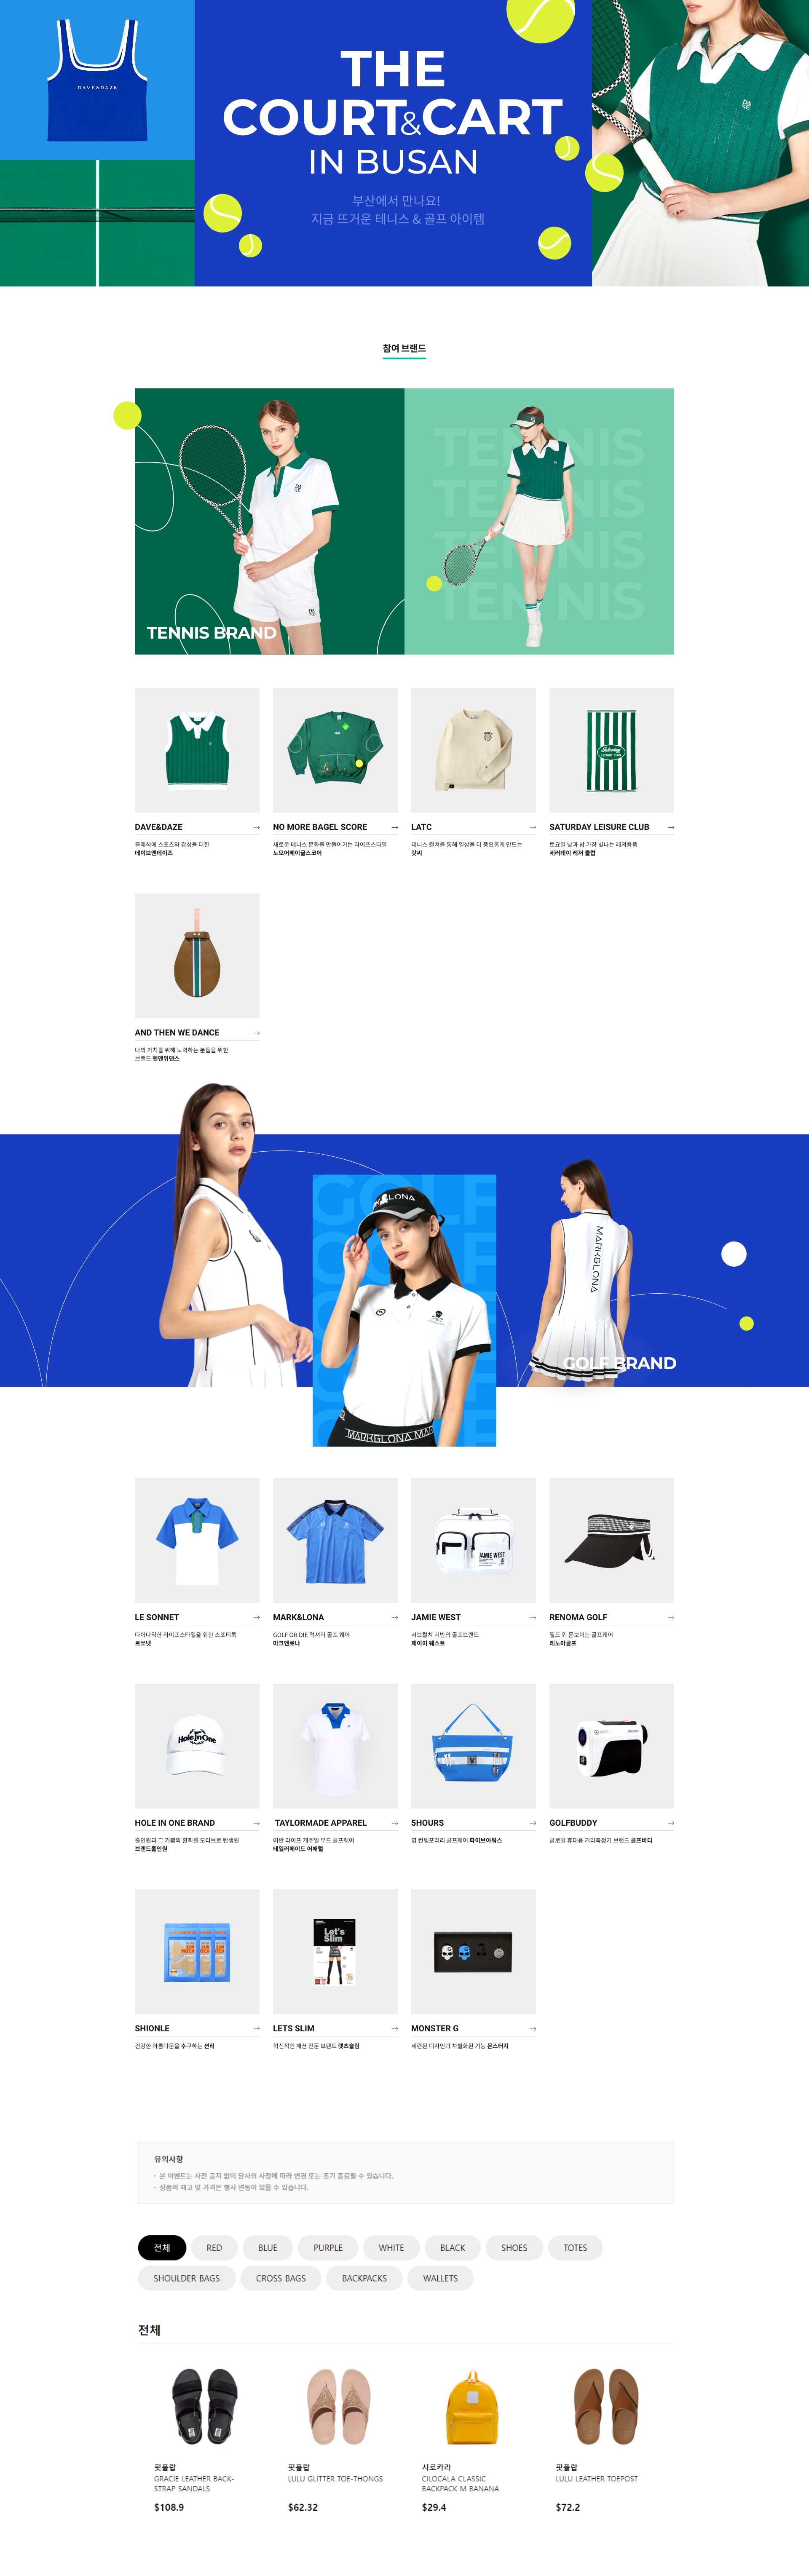 DAVE&DAZE
THE
COURT&CART
IN BUSAN
부산에서 만나요!
지금 뜨거운 테니스 & 골프 아이템
참여 브랜드
TENNIS
TENNIS
TENNIS
TENNIS
TENNIS BRAND
DAVE&DAZE
클래식에 스포츠와 감성을 더한
데이브앤데이즈
NO MORE BAGEL SCORE
새로운 테니스 문화를 만들어가는 라이프스타일
노모어베이글스코어
LATC
테니스 컬쳐를 통해 일상을 더 풍요롭게 만드는
랏씨
SATURDAY LEISURE CLUB
토요일 낮과 밤 가장 빛나는 레저용품
세러데이 레저 클럽
AND THEN WE DANCE
나의 가치를 위해 노력하는 분들을 위한
브랜드 앤덴위댄스
GOLF
MARK&LONA
GOLF BRAND
LE SONNET
다이나믹한 라이프스타일을 위한 스포티룩
르쏘넷
MARK&LONA
GOLF OR DIE 럭셔리 골프 웨어
마크앤로나
JAMIE WEST
JAMIE WEST
서브컬쳐 기반의 골프브랜드
제이미 웨스트
RENOMA GOLF
필드 위 돋보이는 골프웨어
레노마골프
Hole In One
HOLE IN ONE BRAND
홀인원과 그 기쁨의 환희를 모티브로 탄생된
브랜드홀인원
TAYLORMADE APPAREL
어반 라이프 캐주얼 무드 골프웨어
테일러메이드 어패럴
5HOURS
영 컨템포러리 골프웨어 파이브아워스
GOLFBUDDY
글로벌 휴대용 거리측정기 브랜드 골프버디
SHIONLE
건강한 아름다움을 추구하는 션리
Let's
Slim
LETS SLIM
혁신적인 패션 전문 브랜드 렛츠슬림
MONSTER G
세련된 디자인과 차별화된 기능 몬스터지
유의사항
· 본 이벤트는 사전 공지 없이 당사의 사정에 따라 변경 또는 조기 종료될 수 있습니다.
· 상품의 재고 및 가격은 행사 변동이 있을 수 있습니다.
전체
RED
BLUE
PURPLE
WHITE
BLACK
SHOES
TOTES
SHOULDER BAGS
CROSS BAGS
BACKPACKS
WALLETS
전체
핏플랍
GRACIE LEATHER BACK-
STRAP SANDALS
$108.9
핏플랍
LULU GLITTER TOE-THONGS
$62.32
시로카라
CILOCALA CLASSIC
BACKPACK M BANANA
$29.4
핏플랍
LULU LEATHER TOEPOST
$72.2